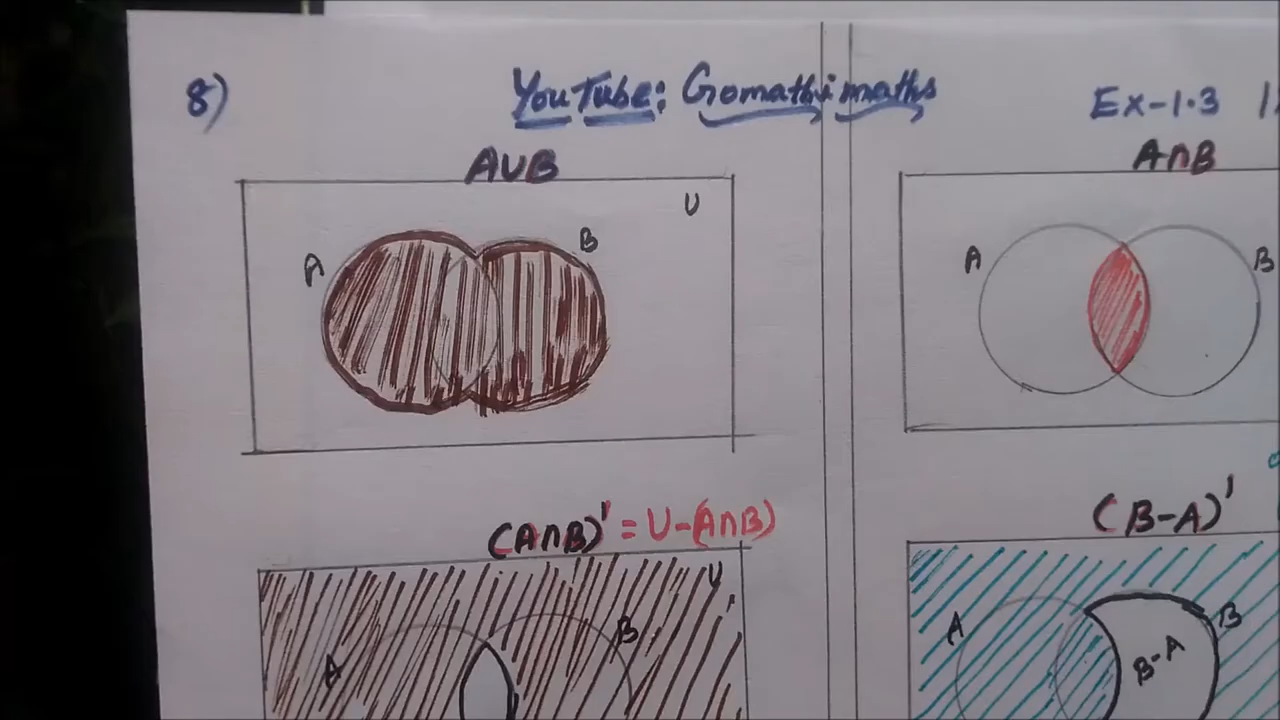 8) YouTube: Gomathi maths Ex-1.3
A∪B
U
A B
A∩B
A B
(A∩B)' = U-(A∩B)
U
A B
(B-A)'
A B
B-A